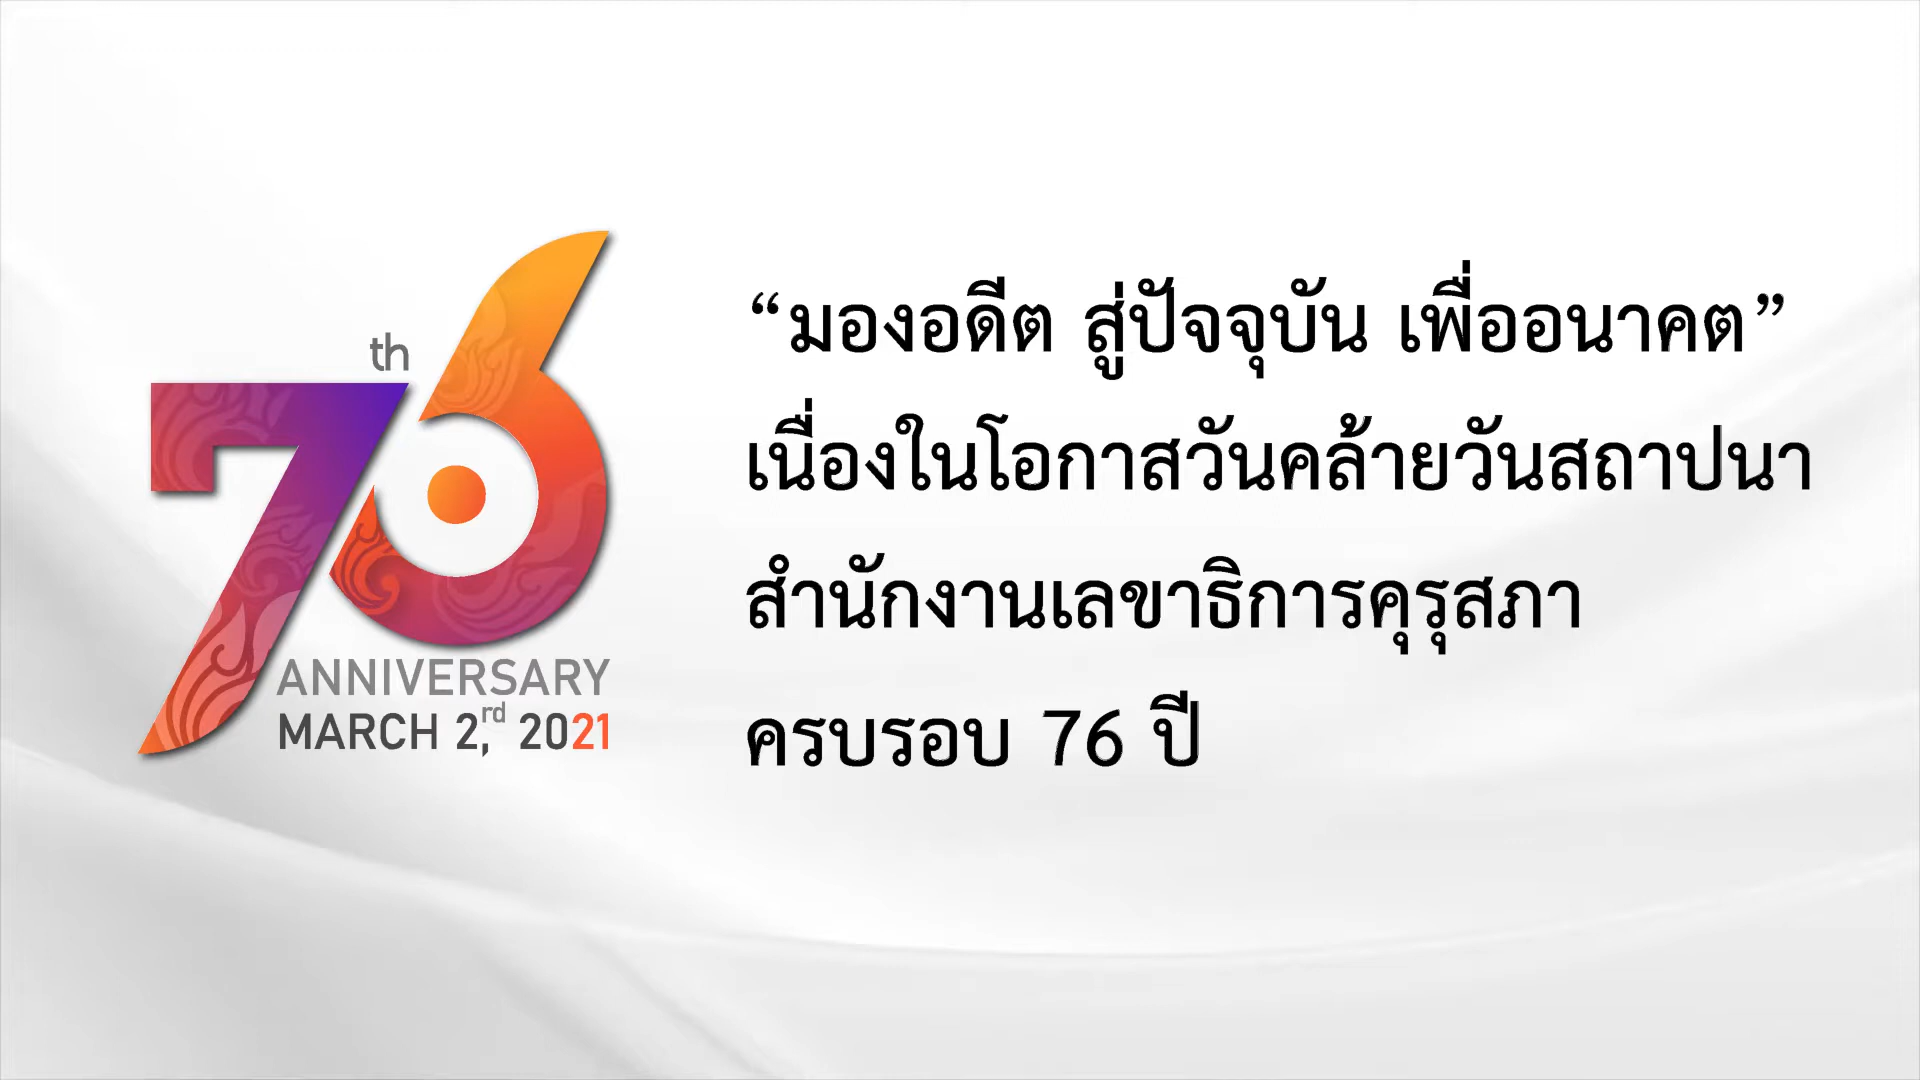 76th
ANNIVERSARY
MARCH 2,rd 2021
“มองอดีต สู่ปัจจุบัน เพื่ออนาคต”
เนื่องในโอกาสวันคล้ายวันสถาปนา
สำนักงานเลขาธิการคุรุสภา
ครบรอบ 76 ปี